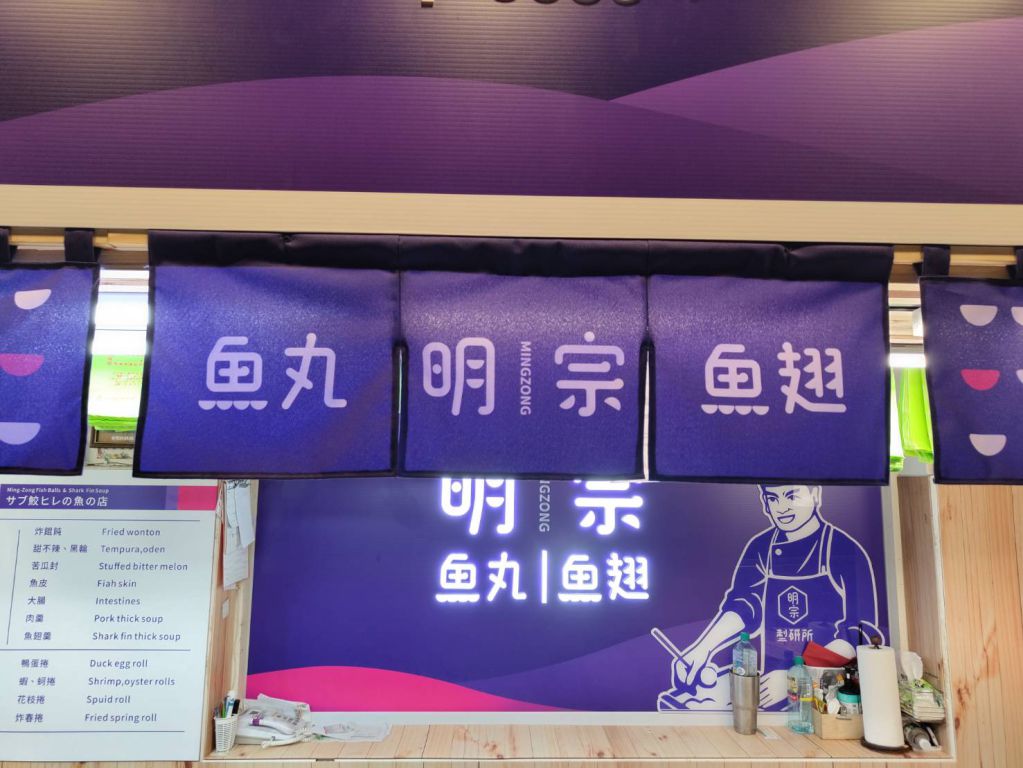 魚丸 明 MINGZONG 宗 魚翅
明 NGZONG 宗
魚丸|魚翅
明宗
製研所
Ming-Zong Fish Balls & Shark Fin Soup
サブ鮫ヒレの魚の店
炸餛飩 Fried wonton
甜不辣、黑輪 Tempura,oden
苦瓜封 Stuffed bitter melon
魚皮 Fiah skin
大腸 Intestines
肉羹 Pork thick soup
魚翅羹 Shark fin thick soup
鴨蛋捲 Duck egg roll
蝦、蚵捲 Shrimp,oyster rolls
花枝捲 Spuid roll
炸春捲 Fried spring roll